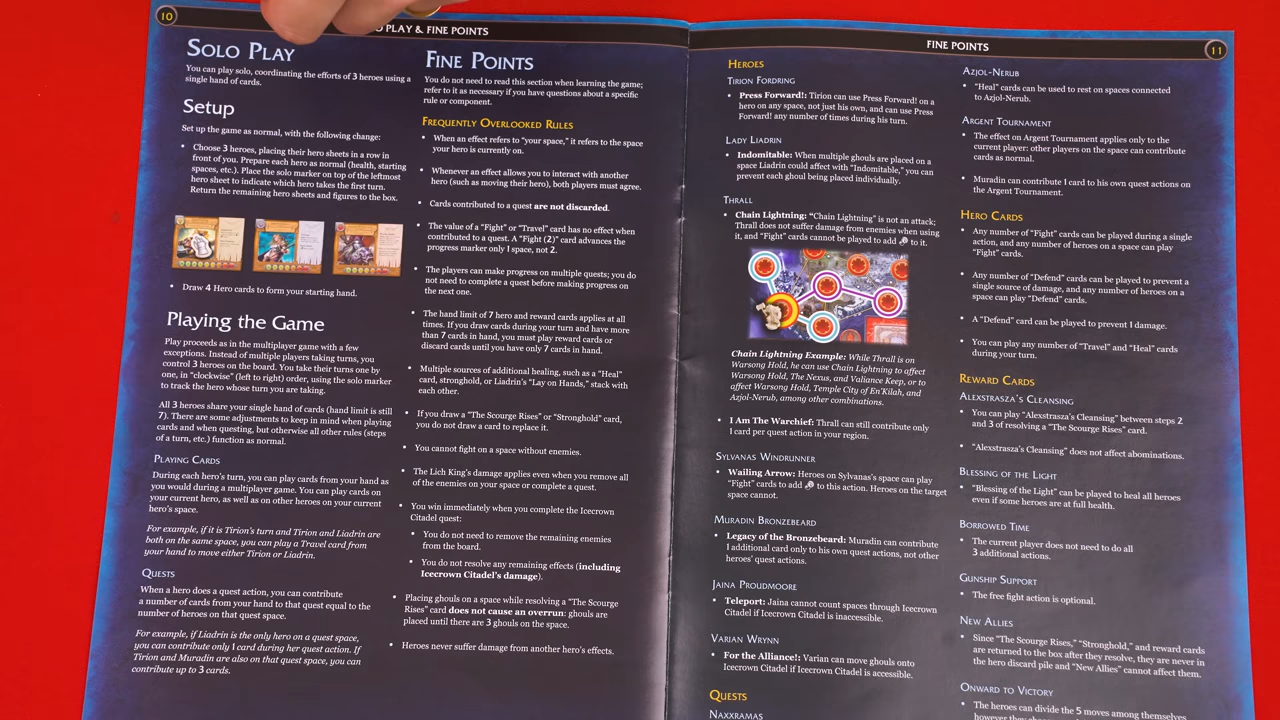 10
PLAY & FINE POINTS
Solo Play
You can play solo, coordinating the efforts of 3 heroes using a
single hand of cards.
Setup
Set up the game as normal, with the following change:
• Choose 3 heroes, placing their hero sheets in a row in
front of you. Prepare each hero as normal (health, starting
spaces, etc.). Place the solo marker on top of the leftmost
hero sheet to indicate which hero takes the first turn.
Return the remaining hero sheets and figures to the box.
• Draw 4 Hero cards to form your starting hand.
Playing the Game
Play proceeds as in the multiplayer game with a few
exceptions. Instead of multiple players taking turns, you
control 3 heroes on the board. You take their turns one by
one, in "clockwise" (left to right) order, using the solo marker
to track the hero whose turn you are taking.
All 3 heroes share your single hand of cards (hand limit is still
7). There are some adjustments to keep in mind when playing
cards and when questing, but otherwise all other rules (steps
of a turn, etc.) function as normal.
Playing Cards
During each hero's turn, you can play cards from your hand as
you would during a multiplayer game. You can play cards on
your current hero, as well as on other heroes on your current
hero's space.
For example, if it is Tirion's turn and Tirion and Liadrin are
both on the same space, you can play a Travel card from
your hand to move either Tirion or Liadrin.
Quests
When a hero does a quest action, you can contribute
a number of cards from your hand to that quest equal to the
number of heroes on that quest space.
For example, if Liadrin is the only hero on a quest space,
you can contribute only 1 card during her quest action. If
Tirion and Muradin are also on that quest space, you can
contribute up to 3 cards.
Fine Points
You do not need to read this section when learning the game;
refer to it as necessary if you have questions about a specific
rule or component.
Frequently Overlooked Rules
• When an effect refers to "your space," it refers to the space
your hero is currently on.
• Whenever an effect allows you to interact with another
hero (such as moving their hero), both players must agree.
• Cards contributed to a quest are not discarded.
• The value of a "Fight" or "Travel" card has no effect when
contributed to a quest. A "Fight (2)" card advances the
progress marker only 1 space, not 2.
• The players can make progress on multiple quests; you do
not need to complete a quest before making progress on
the next one.
• The hand limit of 7 hero and reward cards applies at all
times. If you draw cards during your turn and have more
than 7 cards in hand, you must play reward cards or
discard cards until you have only 7 cards in hand.
• Multiple sources of additional healing, such as a "Heal"
card, stronghold, or Liadrin's "Lay on Hands," stack with
each other.
• If you draw a "The Scourge Rises" or "Stronghold" card,
you do not draw a card to replace it.
• You cannot fight on a space without enemies.
• The Lich King's damage applies even when you remove all
of the enemies on your space or complete a quest.
• You win immediately when you complete the Icecrown
Citadel quest:
• You do not need to remove the remaining enemies
from the board.
• You do not resolve any remaining effects (including
Icecrown Citadel's damage).
• Placing ghouls on a space while resolving a "The Scourge
Rises" card does not cause an overrun: ghouls are
placed until there are 3 ghouls on the space.
• Heroes never suffer damage from another hero's effects.
FINE POINTS
11
Heroes
Tirion Fordring
• Press Forward!: Tirion can use Press Forward! on a
hero on any space, not just his own, and can use Press
Forward! any number of times during his turn.
Lady Liadrin
• Indomitable: When multiple ghouls are placed on a
space Liadrin could affect with "Indomitable," you can
prevent each ghoul being placed individually.
Thrall
• Chain Lightning: "Chain Lightning" is not an attack;
Thrall does not suffer damage from enemies when using
it, and "Fight" cards cannot be played to add to it.
Chain Lightning Example: While Thrall is on
Warsong Hold, he can use Chain Lightning to affect
Warsong Hold, The Nexus, and Valiance Keep, or to
affect Warsong Hold, Temple City of En'Kilah, and
Azjol-Nerub, among other combinations.
• I Am The Warchief: Thrall can still contribute only
1 card per quest action in your region.
Sylvanas Windrunner
• Wailing Arrow: Heroes on Sylvanas's space can play
"Fight" cards to add to this action. Heroes on the target
space cannot.
Muradin Bronzebeard
• Legacy of the Bronzebeard: Muradin can contribute
1 additional card only to his own quest actions, not other
heroes' quest actions.
Jaina Proudmoore
• Teleport: Jaina cannot count spaces through Icecrown
Citadel if Icecrown Citadel is inaccessible.
Varian Wrynn
• For the Alliance!: Varian can move ghouls onto
Icecrown Citadel if Icecrown Citadel is accessible.
Quests
Naxxramas
Azjol-Nerub
• "Heal" cards can be used to rest on spaces connected
to Azjol-Nerub.
Argent Tournament
• The effect on Argent Tournament applies only to the
current player: other players on the space can contribute
cards as normal.
• Muradin can contribute 1 card to his own quest actions on
the Argent Tournament.
Hero Cards
• Any number of "Fight" cards can be played during a single
action, and any number of heroes on a space can play
"Fight" cards.
• Any number of "Defend" cards can be played to prevent a
single source of damage, and any number of heroes on a
space can play "Defend" cards.
• A "Defend" card can be played to prevent 1 damage.
• You can play any number of "Travel" and "Heal" cards
during your turn.
Reward Cards
Alexstrasza's Cleansing
• You can play "Alexstrasza's Cleansing" between steps 2
and 3 of resolving a "The Scourge Rises" card.
• "Alexstrasza's Cleansing" does not affect abominations.
Blessing of the Light
• "Blessing of the Light" can be played to heal all heroes
even if some heroes are at full health.
Borrowed Time
• The current player does not need to do all
3 additional actions.
Gunship Support
• The free fight action is optional.
New Allies
• Since "The Scourge Rises," "Stronghold," and reward cards
are returned to the box after they resolve, they are never in
the hero discard pile and "New Allies" cannot affect them.
Onward to Victory
• The heroes can divide the 5 moves among themselves
however they